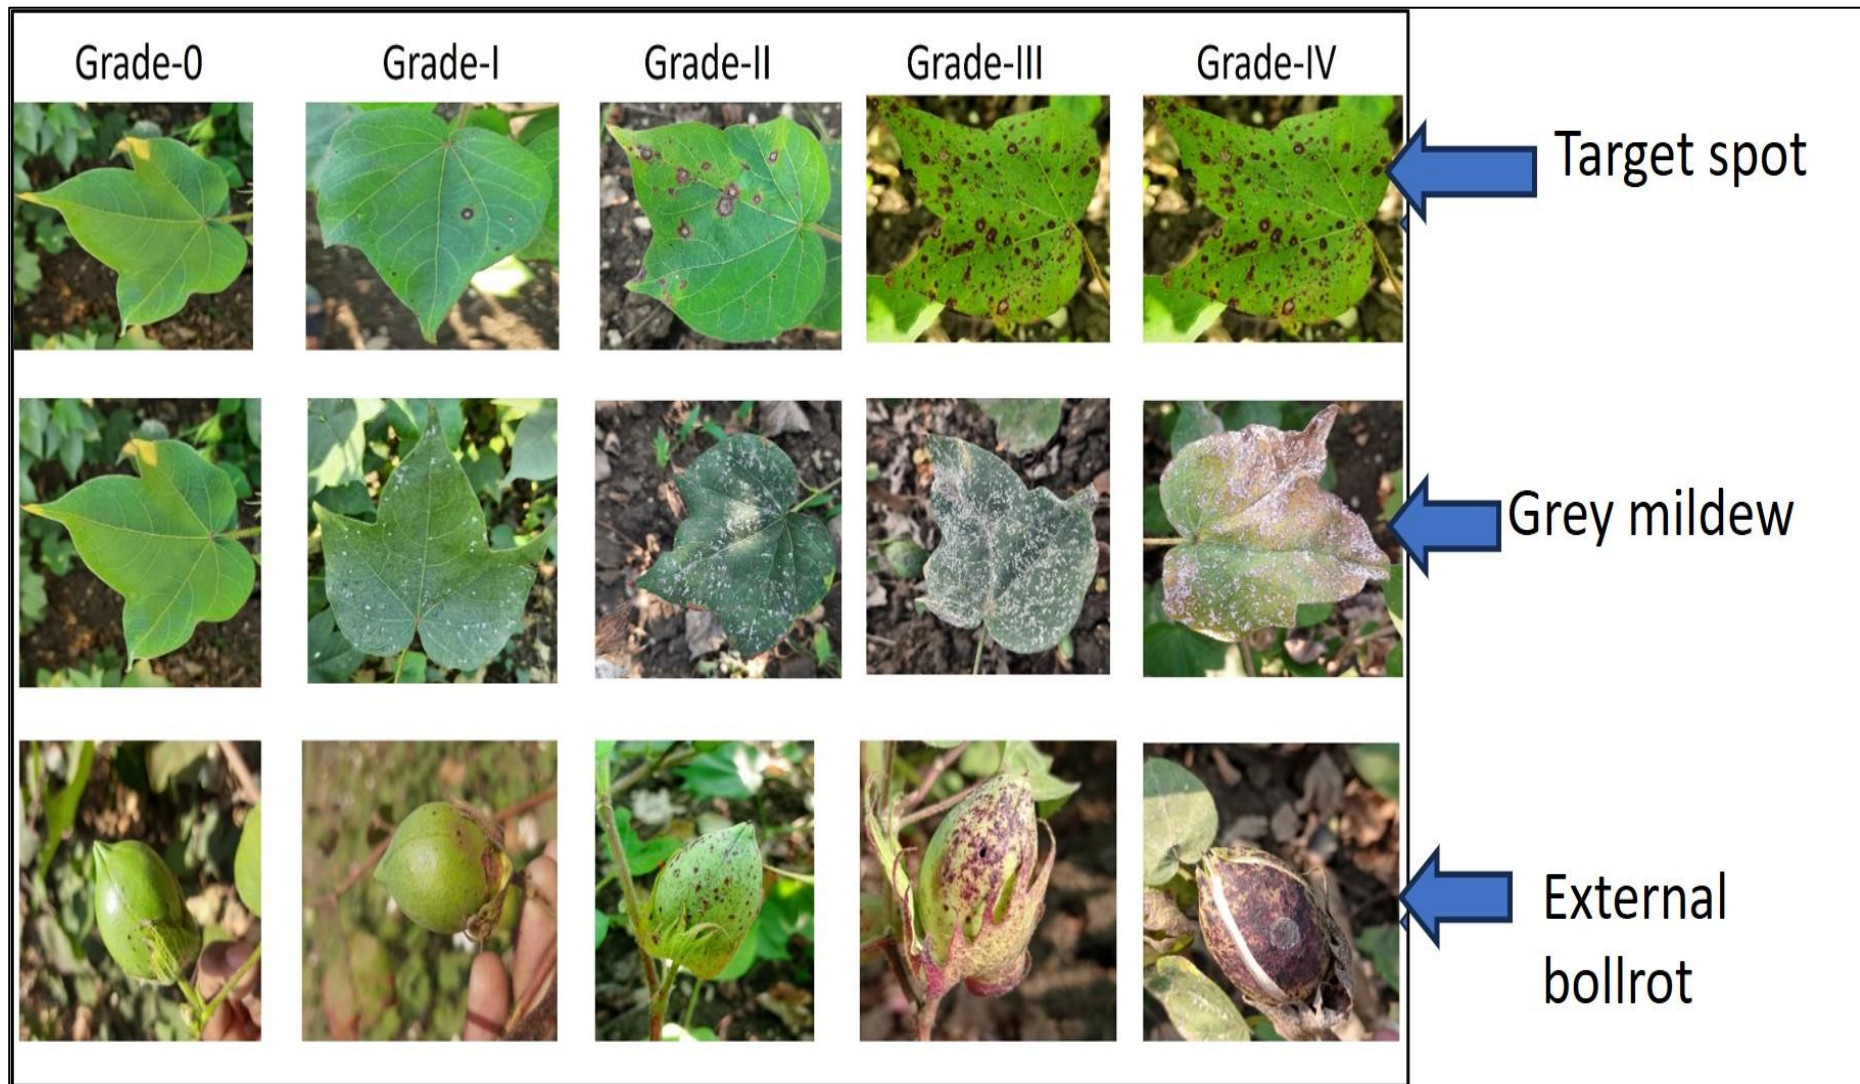 Grade-0 Grade-I Grade-II Grade-III Grade-IV
Target spot
Grey mildew
External
bollrot